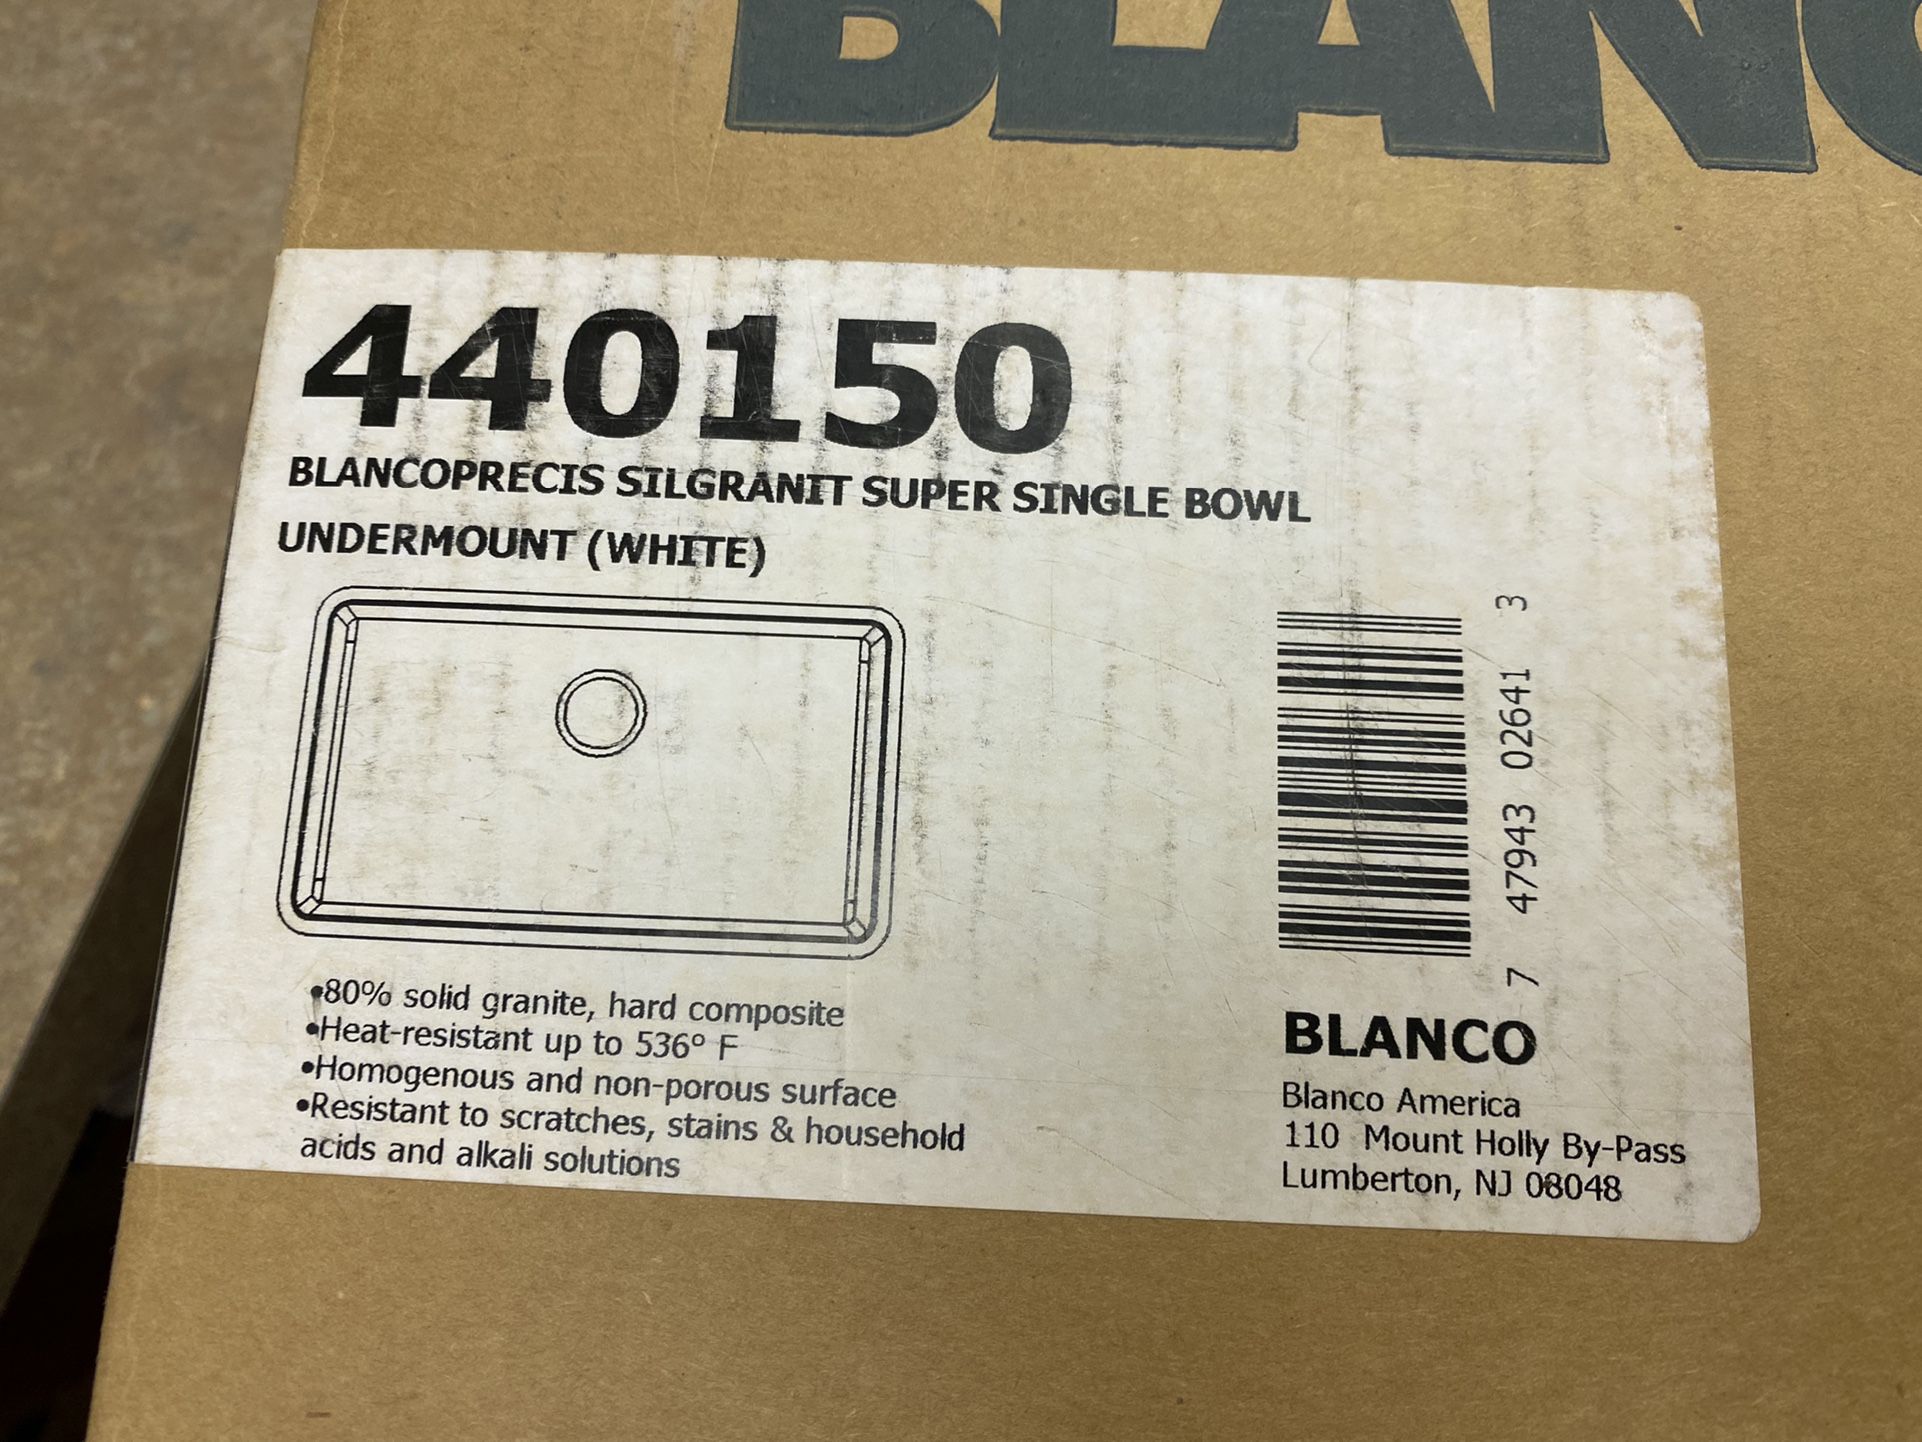 BLANCO
440150
BLANCOPRECIS SILGRANIT SUPER SINGLE BOWL
UNDERMOUNT (WHITE)
•80% solid granite, hard composite
•Heat-resistant up to 536° F
•Homogenous and non-porous surface
•Resistant to scratches, stains & household
acids and alkali solutions
7 47943 02641 3
BLANCO
Blanco America
110 Mount Holly By-Pass
Lumberton, NJ 08048